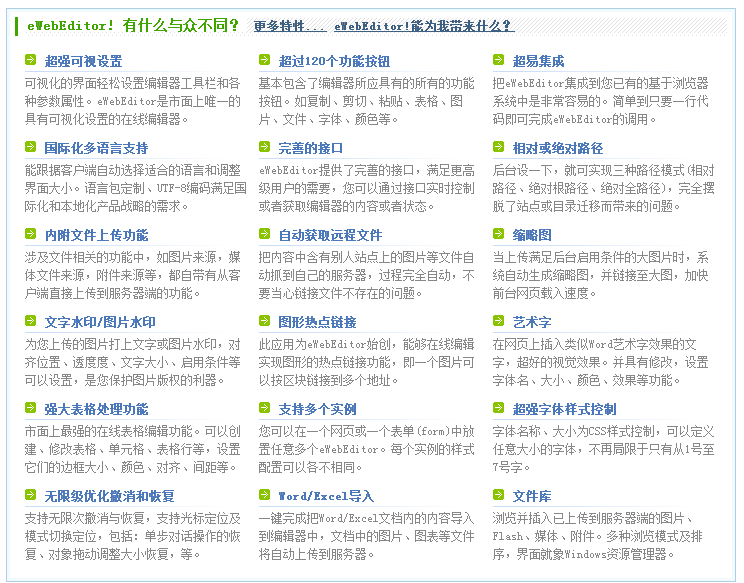 eWebEditor! 有什么与众不同? 更多特性... eWebEditor!能为我带来什么?
超强可视设置
可视化的界面轻松设置编辑器工具栏和各
种参数属性。eWebEditor是市面上唯一的
具有可视化设置的在线编辑器。
超过120个功能按钮
基本包含了编辑器所应具有的所有的功能
按钮。如复制、剪切、粘贴、表格、图
片、文件、字体、颜色等。
超易集成
把eWebEditor集成到您已有的基于浏览器
系统中是非常容易的。简单到只要一行代
码即可完成eWebEditor的调用。
国际化多语言支持
能跟据客户端自动选择适合的语言和调整
界面大小。语言包定制、UTF-8编码满足国
际化和本地化产品战略的需求。
完善的接口
eWebEditor提供了完善的接口，满足更高
级用户的需要，您可以通过接口实时控制
或者获取编辑器的内容或者状态。
相对或绝对路径
后台设一下，就可实现三种路径模式(相对
路径、绝对根路径、绝对全路径)，完全摆
脱了站点或目录迁移而带来的问题。
内附文件上传功能
涉及文件相关的功能中，如图片来源，媒
体文件来源，附件来源等，都自带有从客
户端直接上传到服务器端的功能。
自动获取远程文件
把内容中含有别人站点上的图片等文件自
动抓到自己的服务器，过程完全自动，不
要当心链接文件不存在的问题。
缩略图
当上传满足后台启用条件的大图片时，系
统自动生成缩略图，并链接至大图，加快
前台网页载入速度。
文字水印/图片水印
为您上传的图片打上文字或图片水印，对
齐位置、透度度、文字大小、启用条件等
可以设置，是您保护图片版权的利器。
图形热点链接
此应用为eWebEditor始创，能够在线编辑
实现图形的热点链接功能，即一个图片可
以按区块链接到多个地址。
艺术字
在网页上插入类似Word艺术字效果的文
字，超好的视觉效果。并具有修改，设置
字体名、大小、颜色、效果等功能。
强大表格处理功能
市面上最强的在线表格编辑功能。可以创
建、修改表格、单元格、表格行等，设置
它们的边框大小、颜色、对齐、间距等。
支持多个实例
您可以在一个网页或一个表单(form)中放
置任意多个eWebEditor。每个实例的样式
配置可以各不相同。
超强字体样式控制
字体名称、大小为CSS样式控制，可以定义
任意大小的字体，不再局限于只有从1号至
7号字。
无限级优化撤消和恢复
支持无限次撤消与恢复，支持光标定位及
模式切换定位，包括：单步对话操作的恢
复、对象拖动调整大小恢复，等。
Word/Excel导入
一键完成把Word/Excel文档内的内容导入
到编辑器中，文档中的图片、图表等文件
将自动上传到服务器。
文件库
浏览并插入已上传到服务器端的图片、
Flash、媒体、附件。多种浏览模式及排
序，界面就象Windows资源管理器。